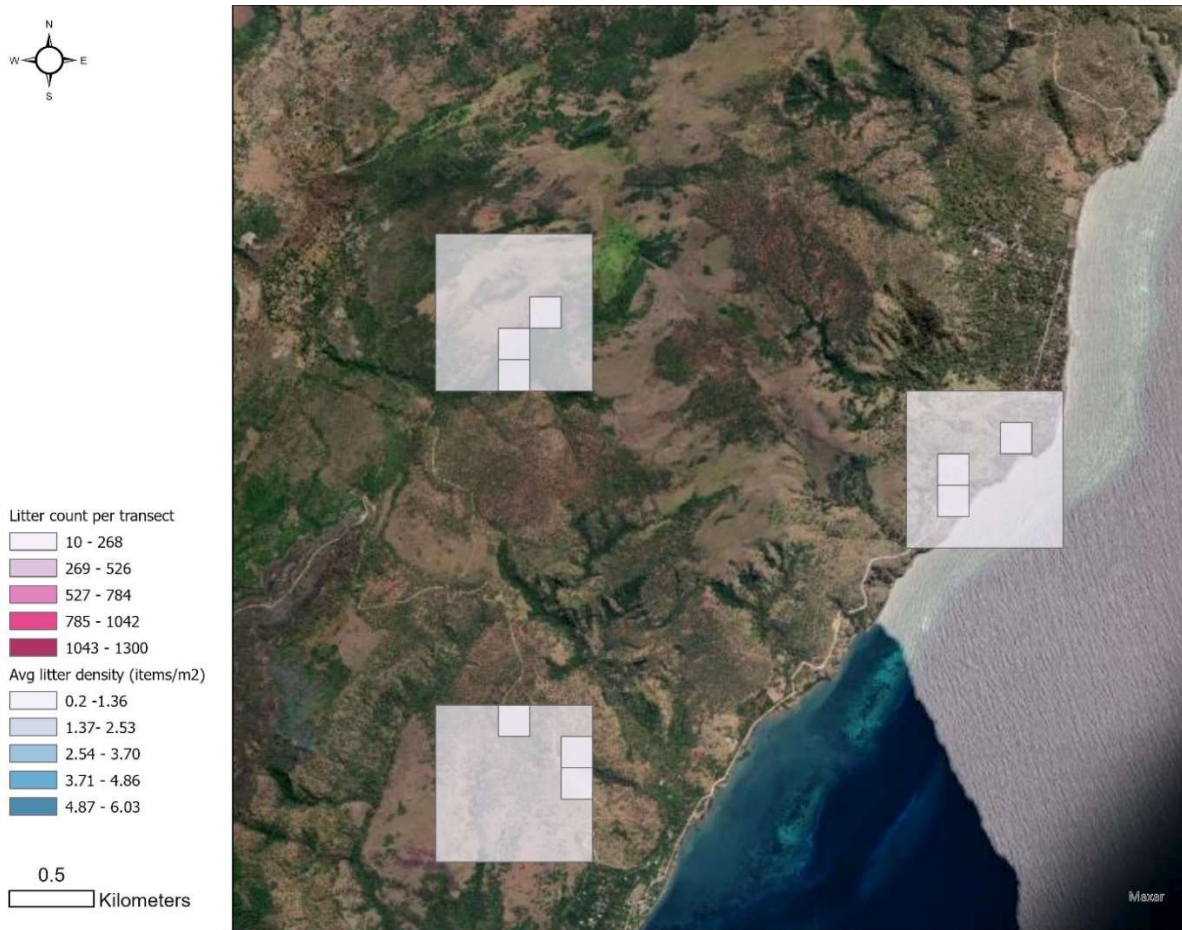 N
W E
S
Litter count per transect
10 - 268
269 - 526
527 - 784
785 - 1042
1043 - 1300
Avg litter density (items/m2)
0.2 -1.36
1.37- 2.53
2.54 - 3.70
3.71 - 4.86
4.87 - 6.03
0.5
Kilometers
Maxar